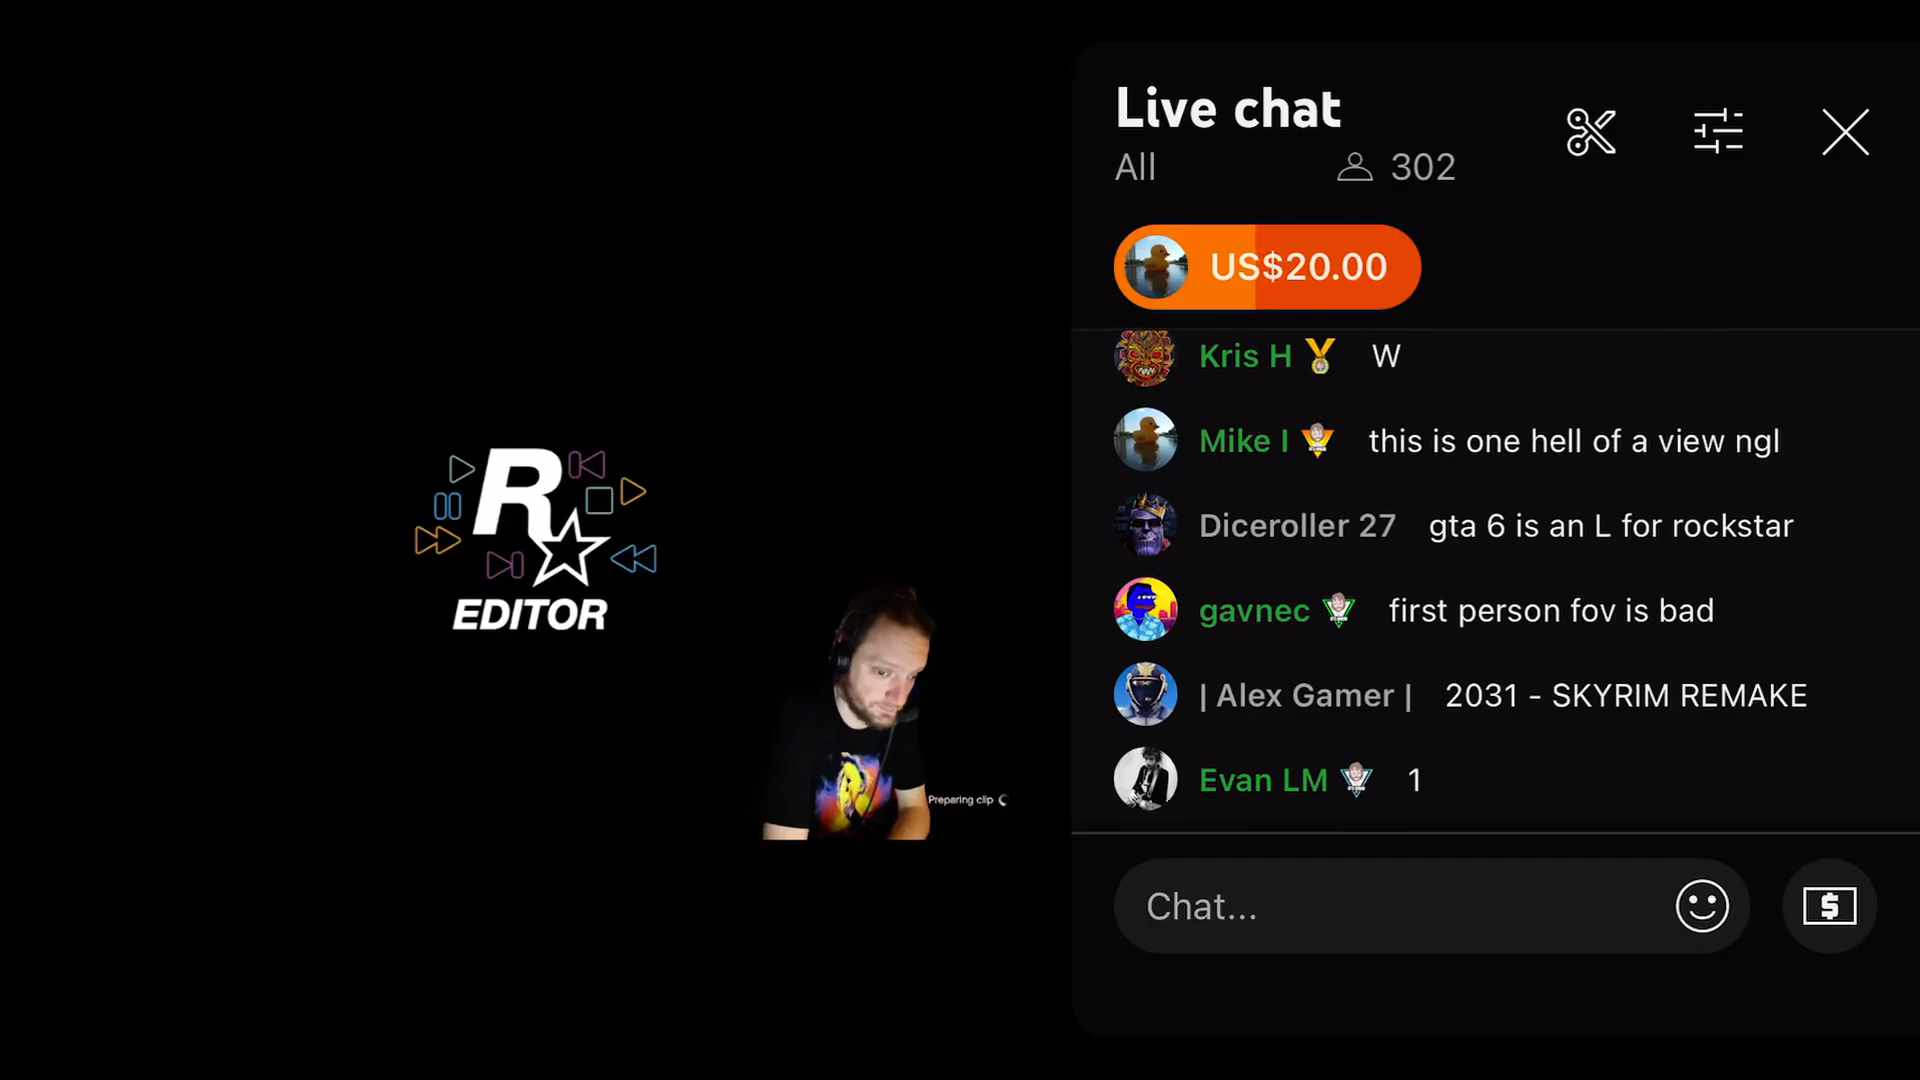 Live chat
All 302
US$20.00
Kris H W
Mike I this is one hell of a view ngl
Diceroller 27 gta 6 is an L for rockstar
gavnec first person fov is bad
| Alex Gamer | 2031 - SKYRIM REMAKE
Evan LM 1
Chat...
R
EDITOR
Preparing clip